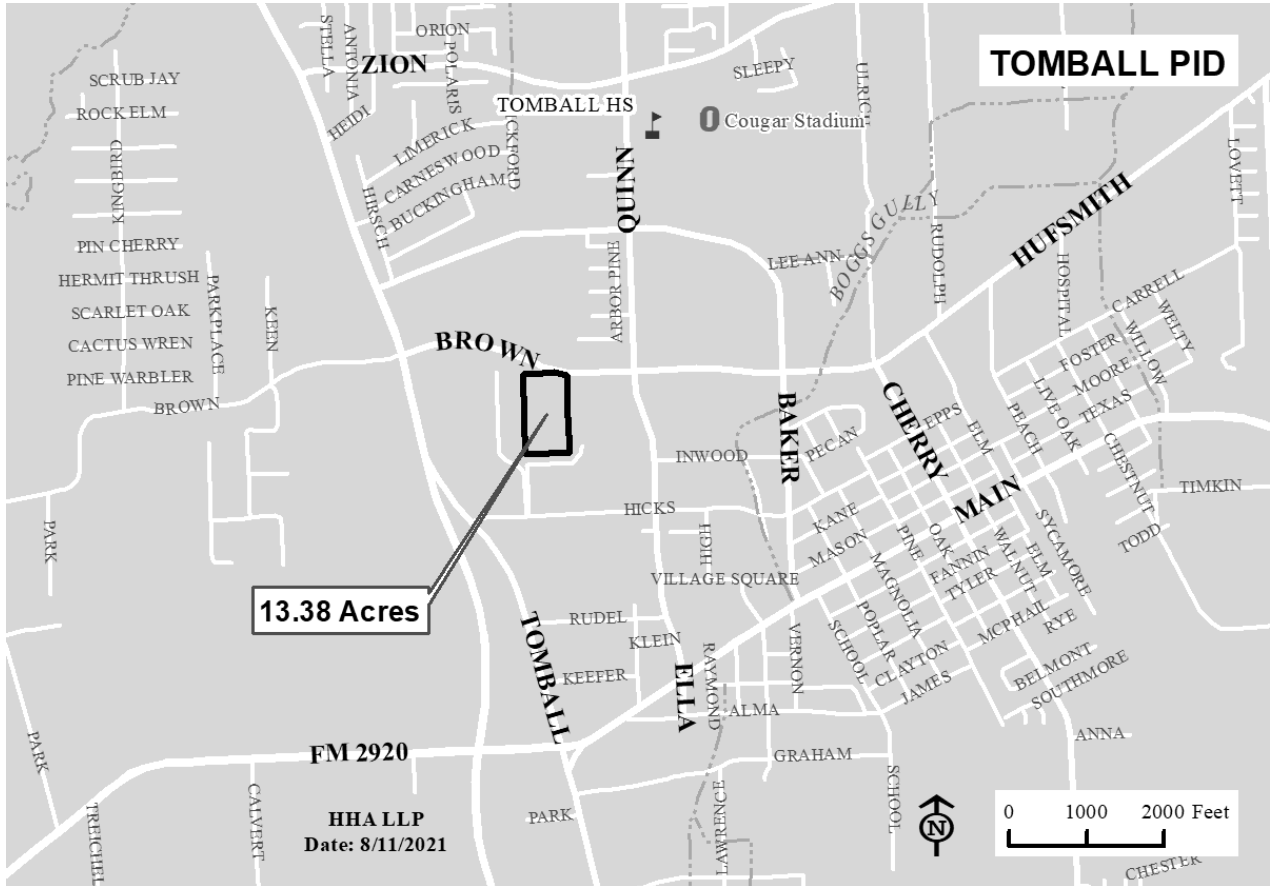 TOMBALL PID
STELLA
ANTONIA
ORION
POLARIS
ZION
SLEEPY
ULRICH
SCRUB JAY
ROCK ELM
TOMBALL HS
Cougar Stadium
HEIDI
LIMERICK
CARNESWOOD
BUCKINGHAM
HIRSCH
QUINN
LOVETT
KINGBIRD
HUFSMITH
BOGGS GULLY
RUDOLPH
HOSPITAL
PIN CHERRY
HERMIT THRUSH
SCARLET OAK
CACTUS WREN
PINE WARBLER
PARKPLACE
KEEN
ARBOR PINE
LEE ANN
CARRELL
WELTY
WILLOW
FOSTER
MOORE
TEXAS
LIVE OAK
PEACH
BROWN
BROWN
BAKER
CHERRY
EPPS
ELM
PECAN
CHESTNUT
INWOOD
MAIN
TIMKIN
TODD
HICKS
HIGH
KANE
MASON
PINE
OAK
FANNIN
TYLER
WALNUT
ELM
SYCAMORE
PARK
VILLAGE SQUARE
MAGNOLIA
POPLAR
13.38 Acres
RUDEL
KLEIN
KEEFER
TOMBALL
ELLA
RAYMOND
VERNON
SCHOOL
CLAYTON
JAMES
MCPHAIL
RYE
BELMONT
SOUTHMORE
ALMA
ANNA
GRAHAM
FM 2920
PARK
TREICHEL
CALVERT
PARK
LAWRENCE
SCHOOL
HHA LLP
Date: 8/11/2021
N
0 1000 2000 Feet
CHESTER